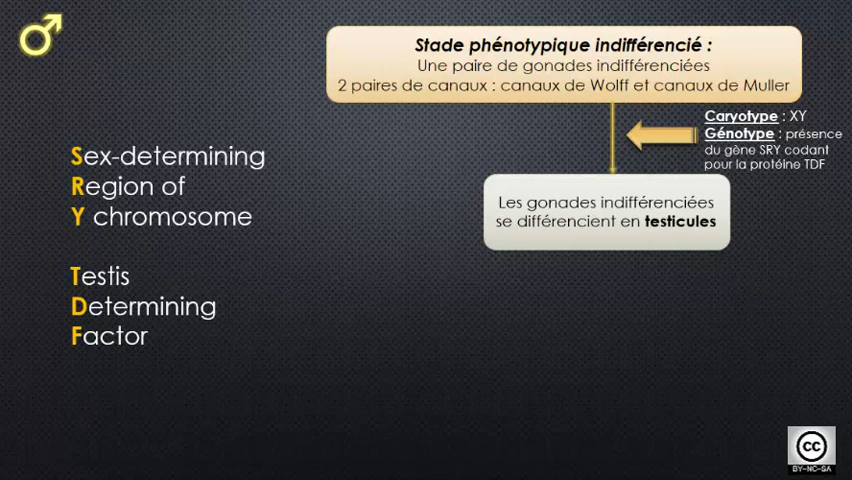 Stade phénotypique indifférencié :
Une paire de gonades indifférenciées
2 paires de canaux : canaux de Wolff et canaux de Muller
Caryotype : XY
Génotype : présence
du gène SRY codant
pour la protéine TDF
Sex-determining
Region of
Y chromosome
Les gonades indifférenciées
se différencient en testicules
Testis
Determining
Factor
cc
BY-NC-SA